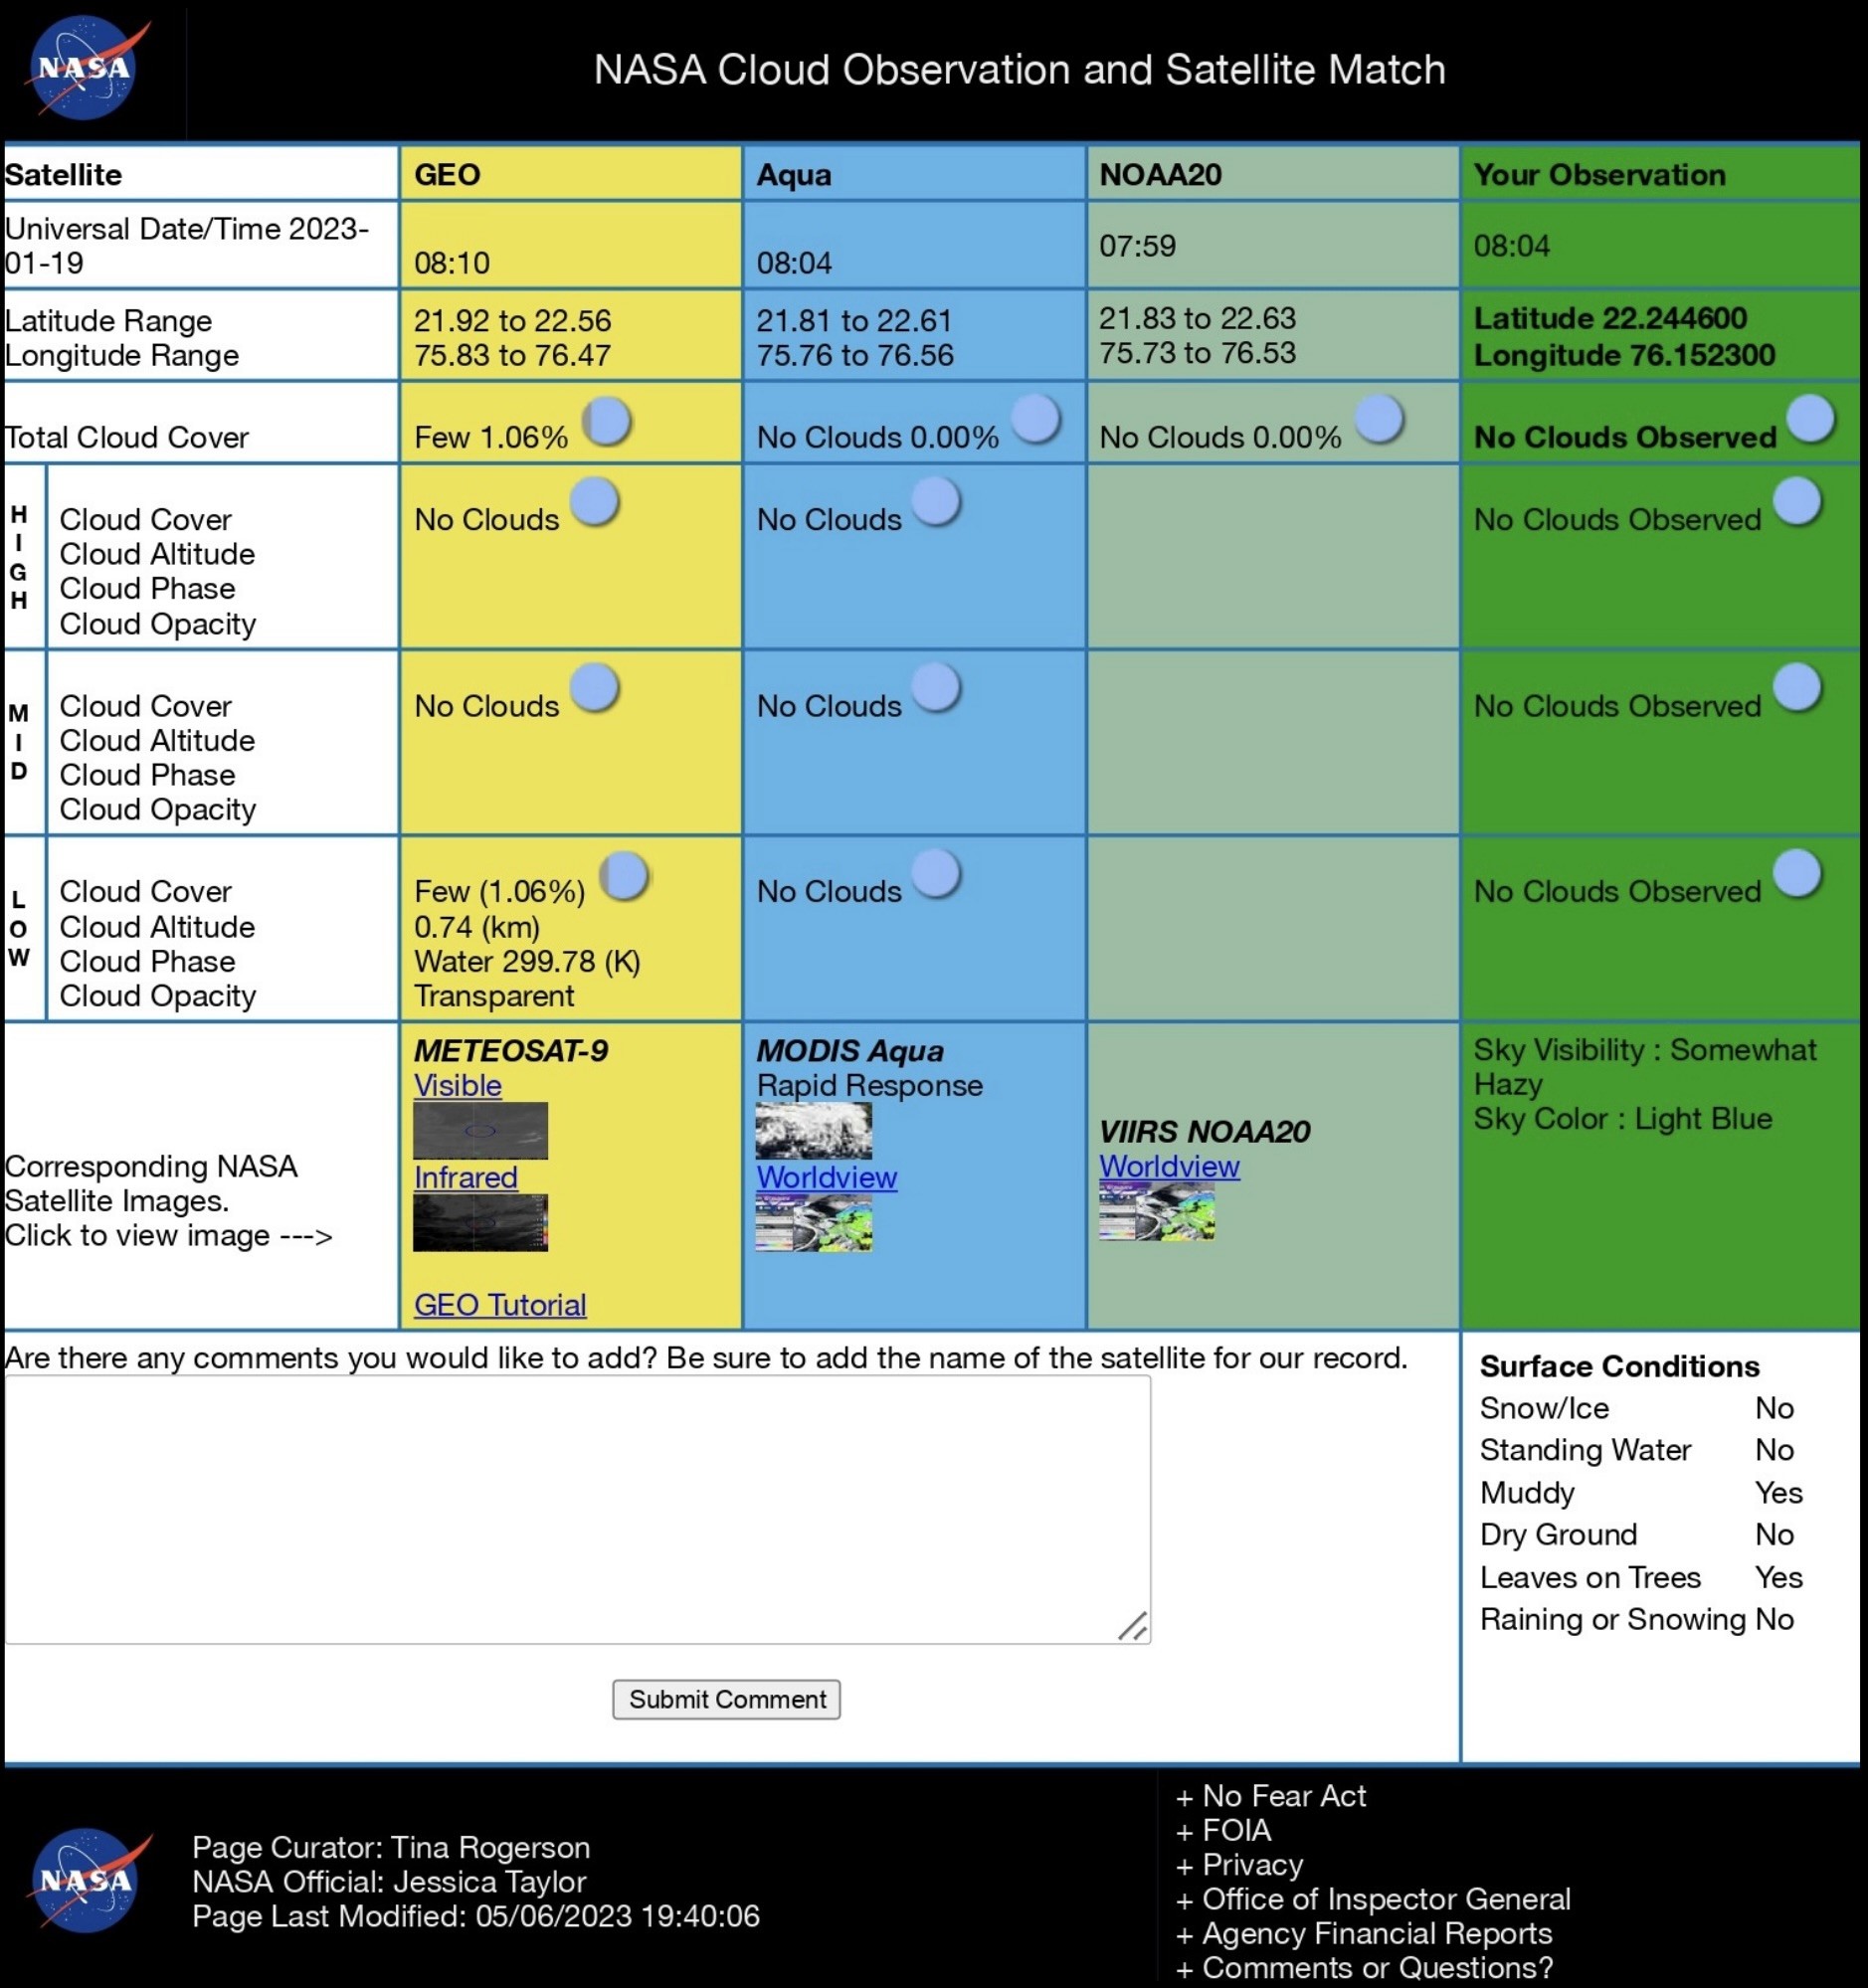 NASA
NASA Cloud Observation and Satellite Match
Satellite
GEO
Aqua
NOAA20
Your Observation
Universal Date/Time 2023-
01-19
08:10
08:04
07:59
08:04
Latitude Range
Longitude Range
21.92 to 22.56
75.83 to 76.47
21.81 to 22.61
75.76 to 76.56
21.83 to 22.63
75.73 to 76.53
Latitude 22.244600
Longitude 76.152300
Total Cloud Cover
Few 1.06%
No Clouds 0.00%
No Clouds 0.00%
No Clouds Observed
HIGH
Cloud Cover
Cloud Altitude
Cloud Phase
Cloud Opacity
No Clouds
No Clouds
No Clouds Observed
MID
Cloud Cover
Cloud Altitude
Cloud Phase
Cloud Opacity
No Clouds
No Clouds
No Clouds Observed
LOW
Cloud Cover
Cloud Altitude
Cloud Phase
Cloud Opacity
Few (1.06%)
0.74 (km)
Water 299.78 (K)
Transparent
No Clouds
No Clouds Observed
Corresponding NASA
Satellite Images.
Click to view image --->
METEOSAT-9
Visible
Infrared
GEO Tutorial
MODIS Aqua
Rapid Response
Worldview
VIIRS NOAA20
Worldview
Sky Visibility : Somewhat
Hazy
Sky Color : Light Blue
Are there any comments you would like to add? Be sure to add the name of the satellite for our record.
Submit Comment
Surface Conditions
Snow/Ice No
Standing Water No
Muddy Yes
Dry Ground No
Leaves on Trees Yes
Raining or Snowing No
NASA
Page Curator: Tina Rogerson
NASA Official: Jessica Taylor
Page Last Modified: 05/06/2023 19:40:06
+ No Fear Act
+ FOIA
+ Privacy
+ Office of Inspector General
+ Agency Financial Reports
+ Comments or Questions?